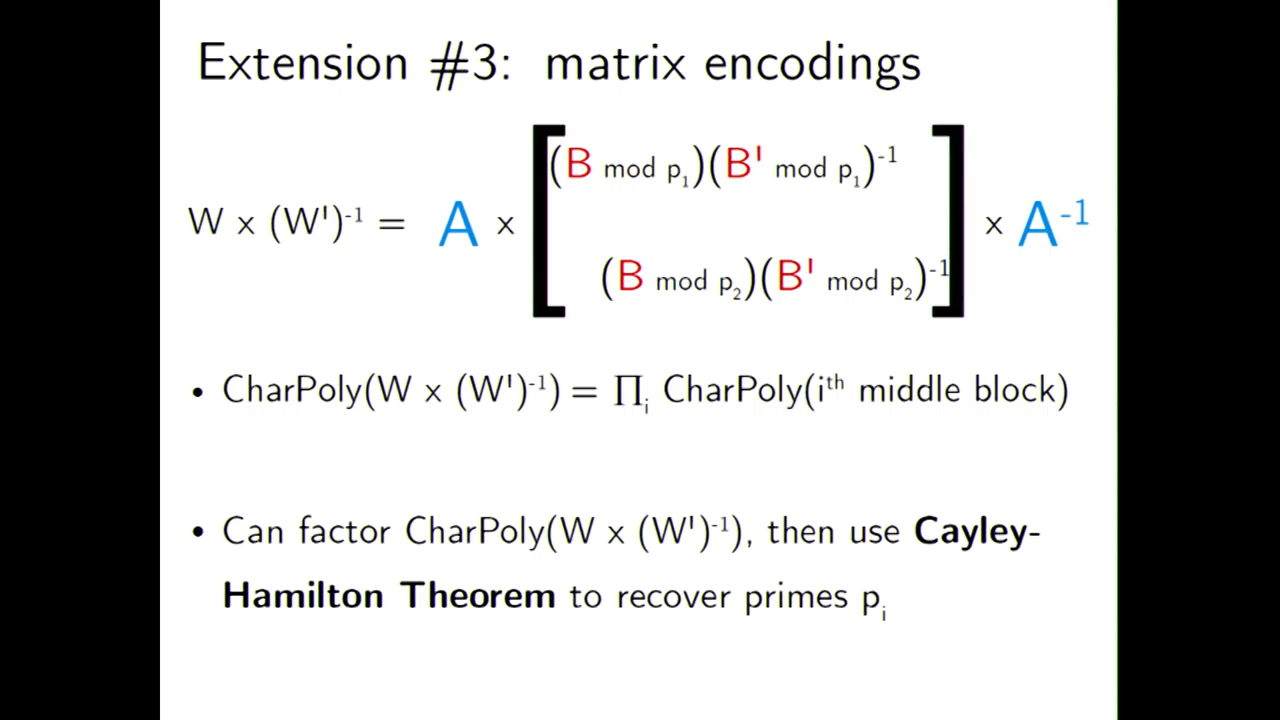 Extension #3: matrix encodings
(B mod p₁)(B' mod p₁)⁻¹
W x (W')⁻¹ = A x x A⁻¹
(B mod p₂)(B' mod p₂)⁻¹
• CharPoly(W x (W')⁻¹) = ∏ᵢ CharPoly(iᵗʰ middle block)
• Can factor CharPoly(W x (W')⁻¹), then use Cayley-
Hamilton Theorem to recover primes pᵢ